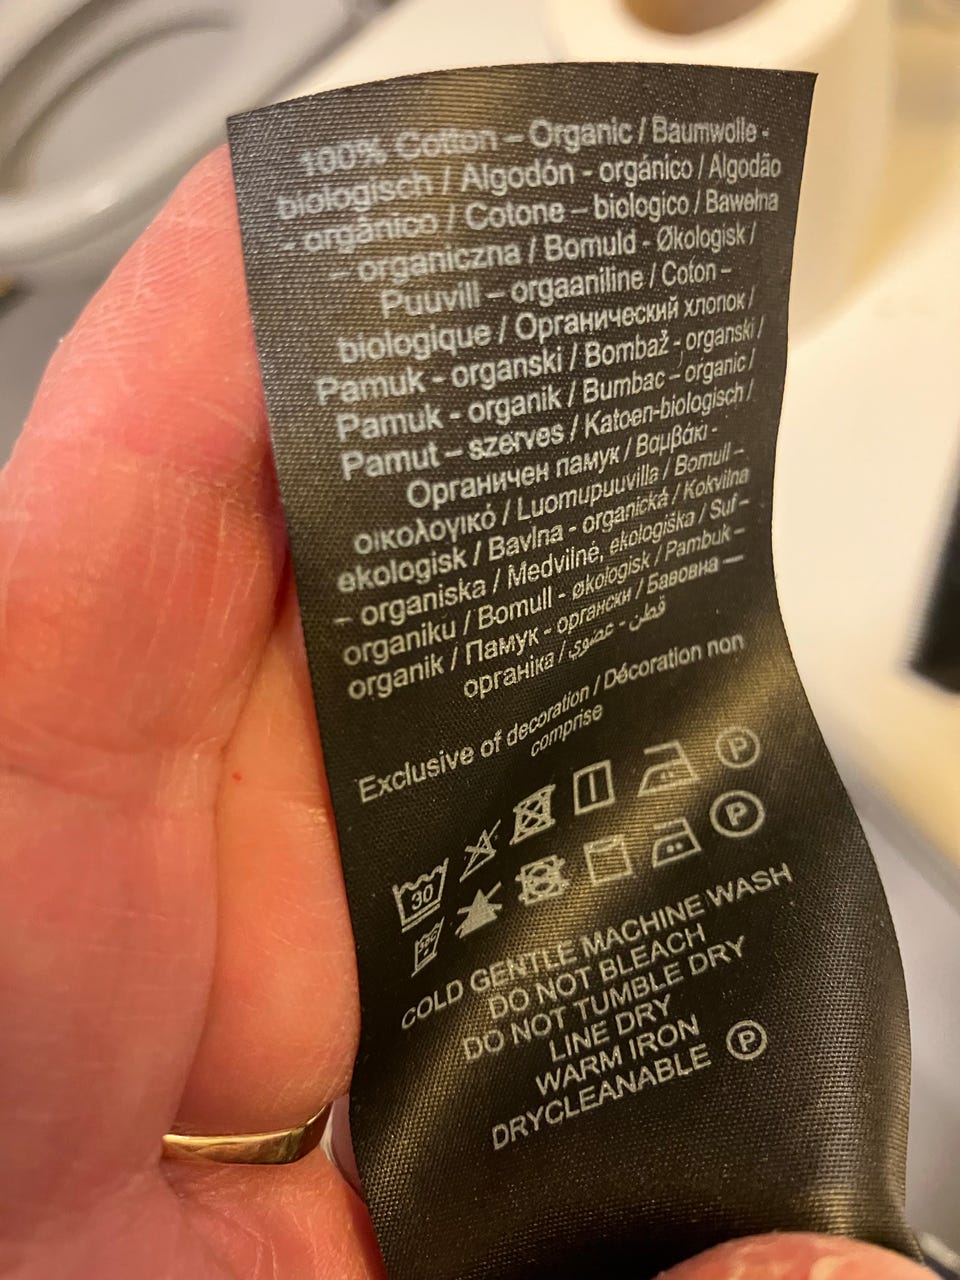 100% Cotton – Organic / Baumwolle -
biologisch / Algodón - orgánico / Algodão
- orgânico / Cotone – biologico / Bawełna
– organiczna / Bomuld - Økologisk /
Puuvill – orgaaniline / Coton –
biologique / Органический хлопок /
Pamuk - organski / Bombaž - organski /
Pamuk - organik / Bumbac – organic /
Pamut – szerves / Katoen-biologisch /
Органичен памук / Βαμβάκι -
οικολογικό / Luomupuuvilla / Bomull –
ekologisk / Bavlna - organická / Kokvilna
– organiska / Medvilnė, ekologiška / Suf –
organiku / Bomull - økologisk / Pambuk –
organik / Памук - органски / Бавовна —
органіка / قطن - عضوي
Exclusive of decoration / Décoration non
comprise
30 P
30C P
COLD GENTLE MACHINE WASH
DO NOT BLEACH
DO NOT TUMBLE DRY
LINE DRY
WARM IRON
DRYCLEANABLE P